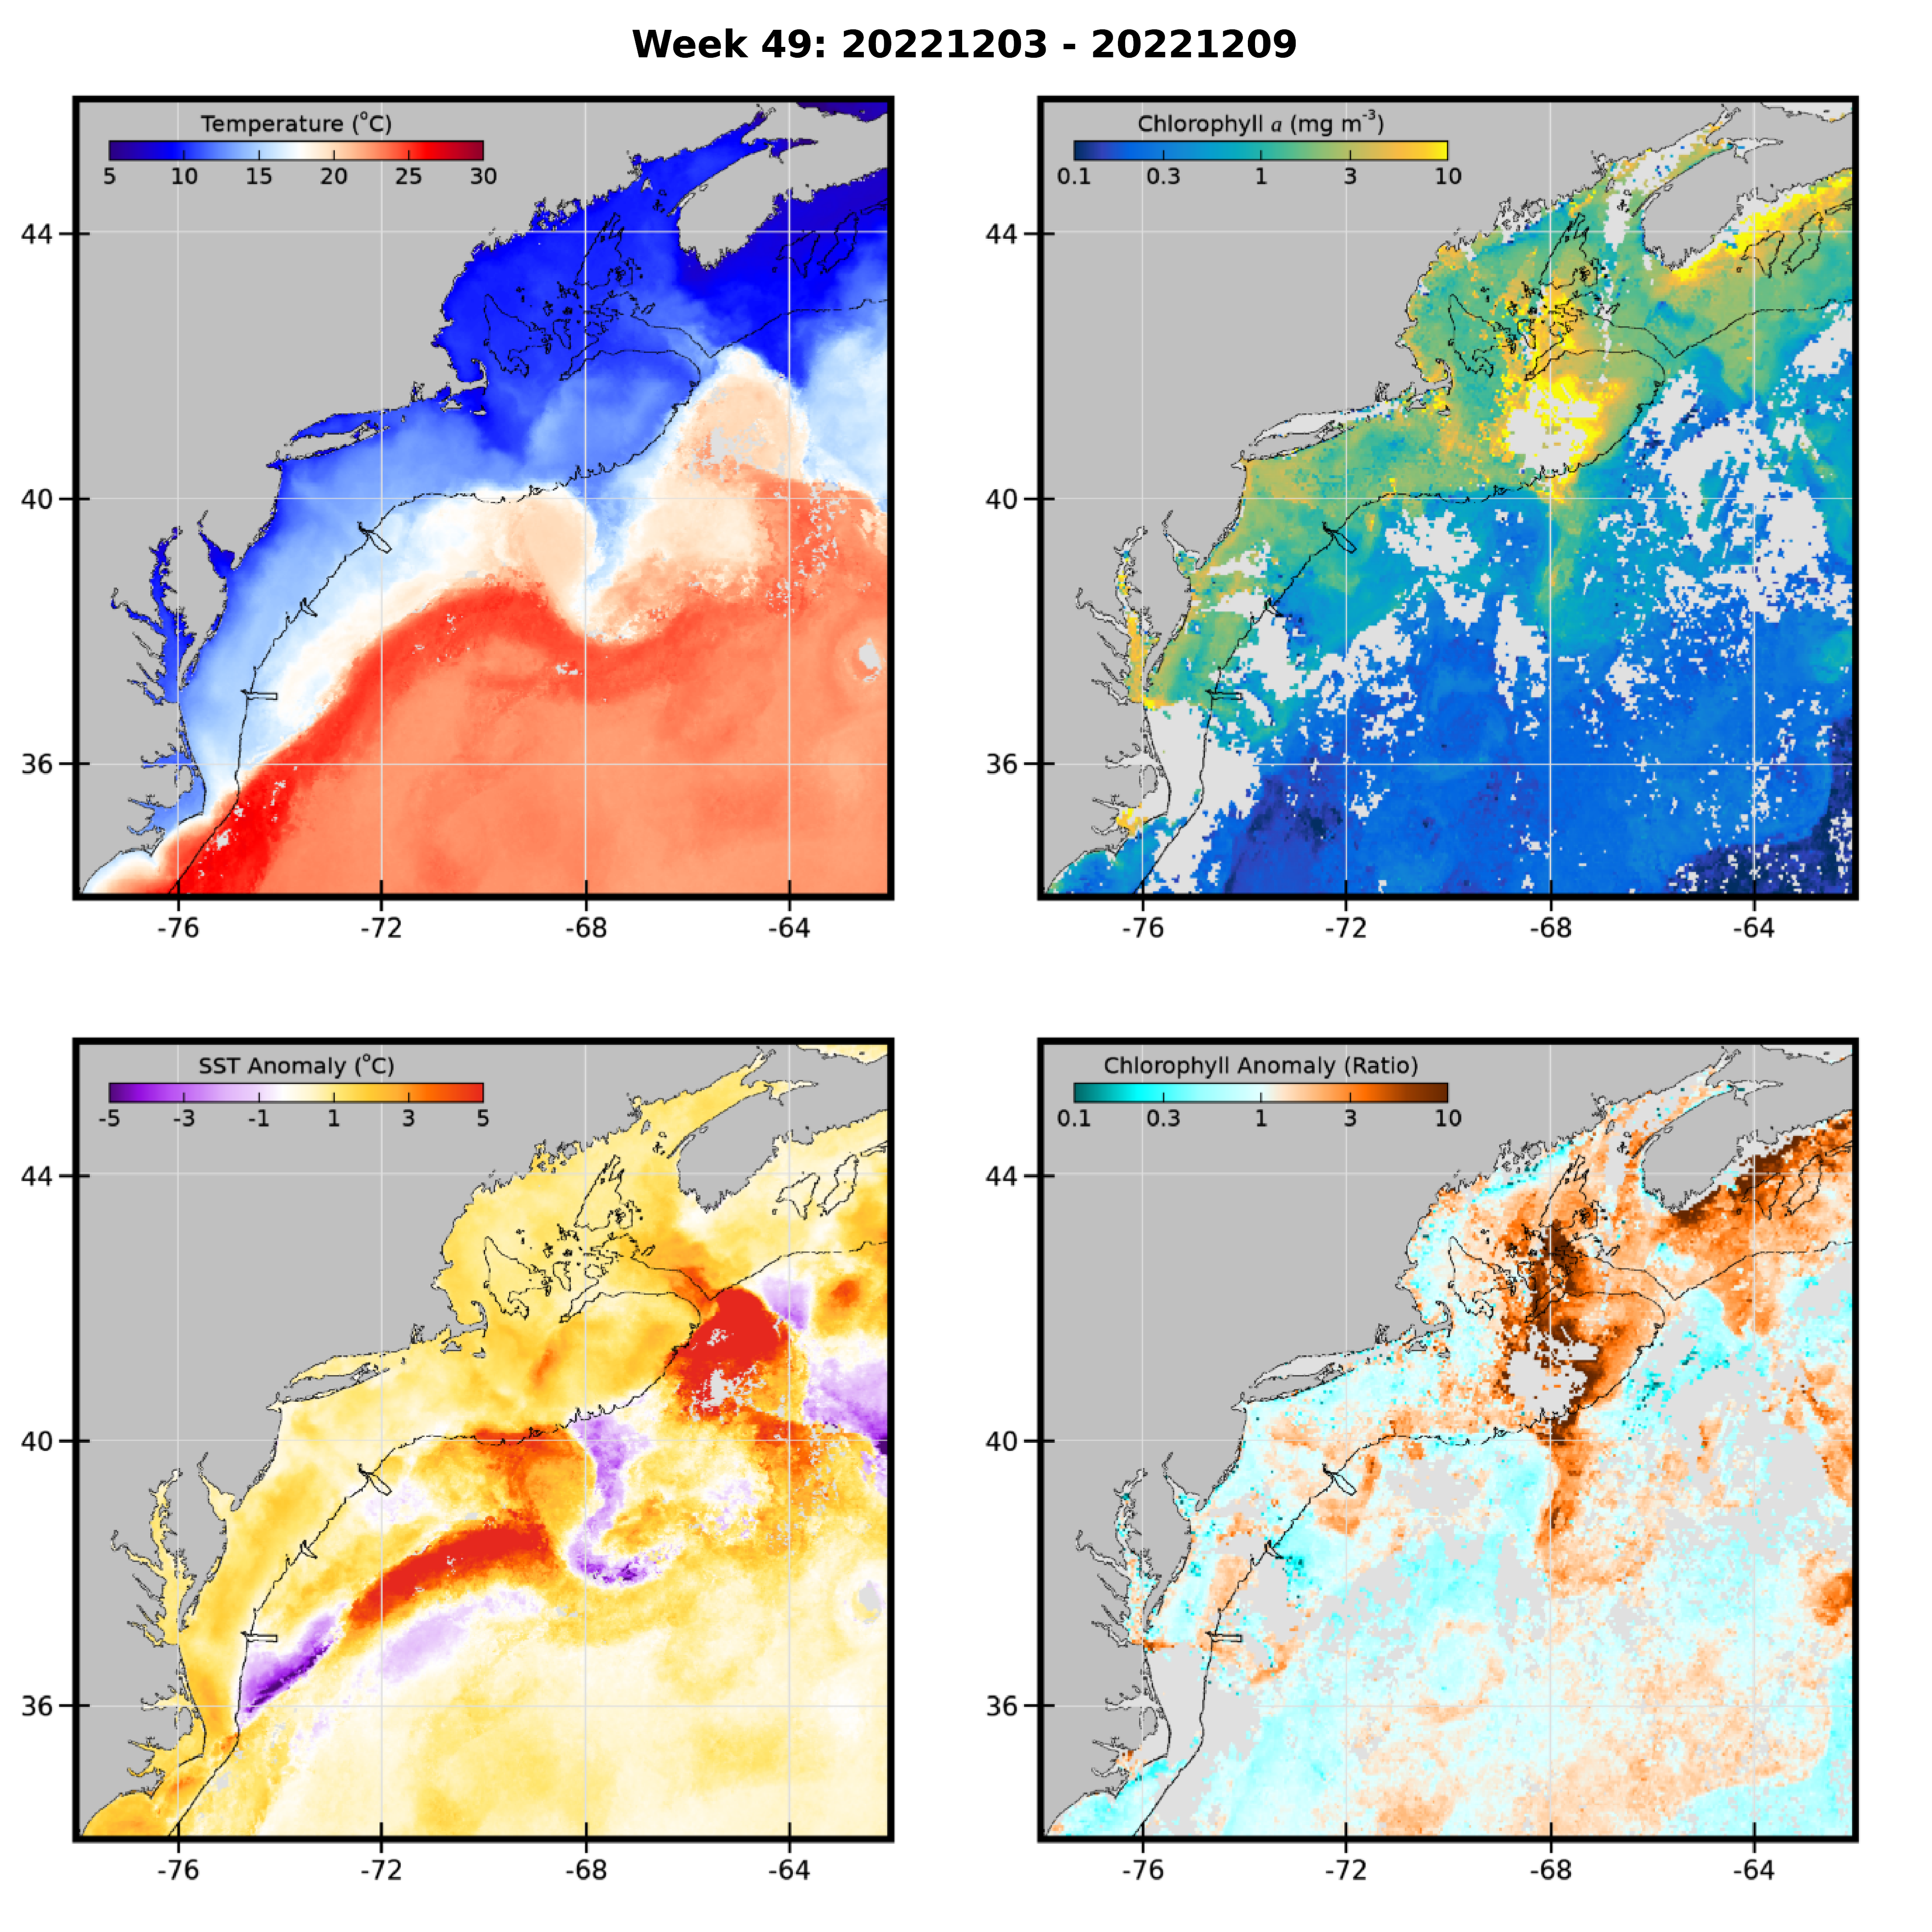 Week 49: 20221203 - 20221209
Temperature (°C)
5 10 15 20 25 30
44
40
36
-76 -72 -68 -64
Chlorophyll a (mg m⁻³)
0.1 0.3 1 3 10
44
40
36
-76 -72 -68 -64
SST Anomaly (°C)
-5 -3 -1 1 3 5
44
40
36
-76 -72 -68 -64
Chlorophyll Anomaly (Ratio)
0.1 0.3 1 3 10
44
40
36
-76 -72 -68 -64